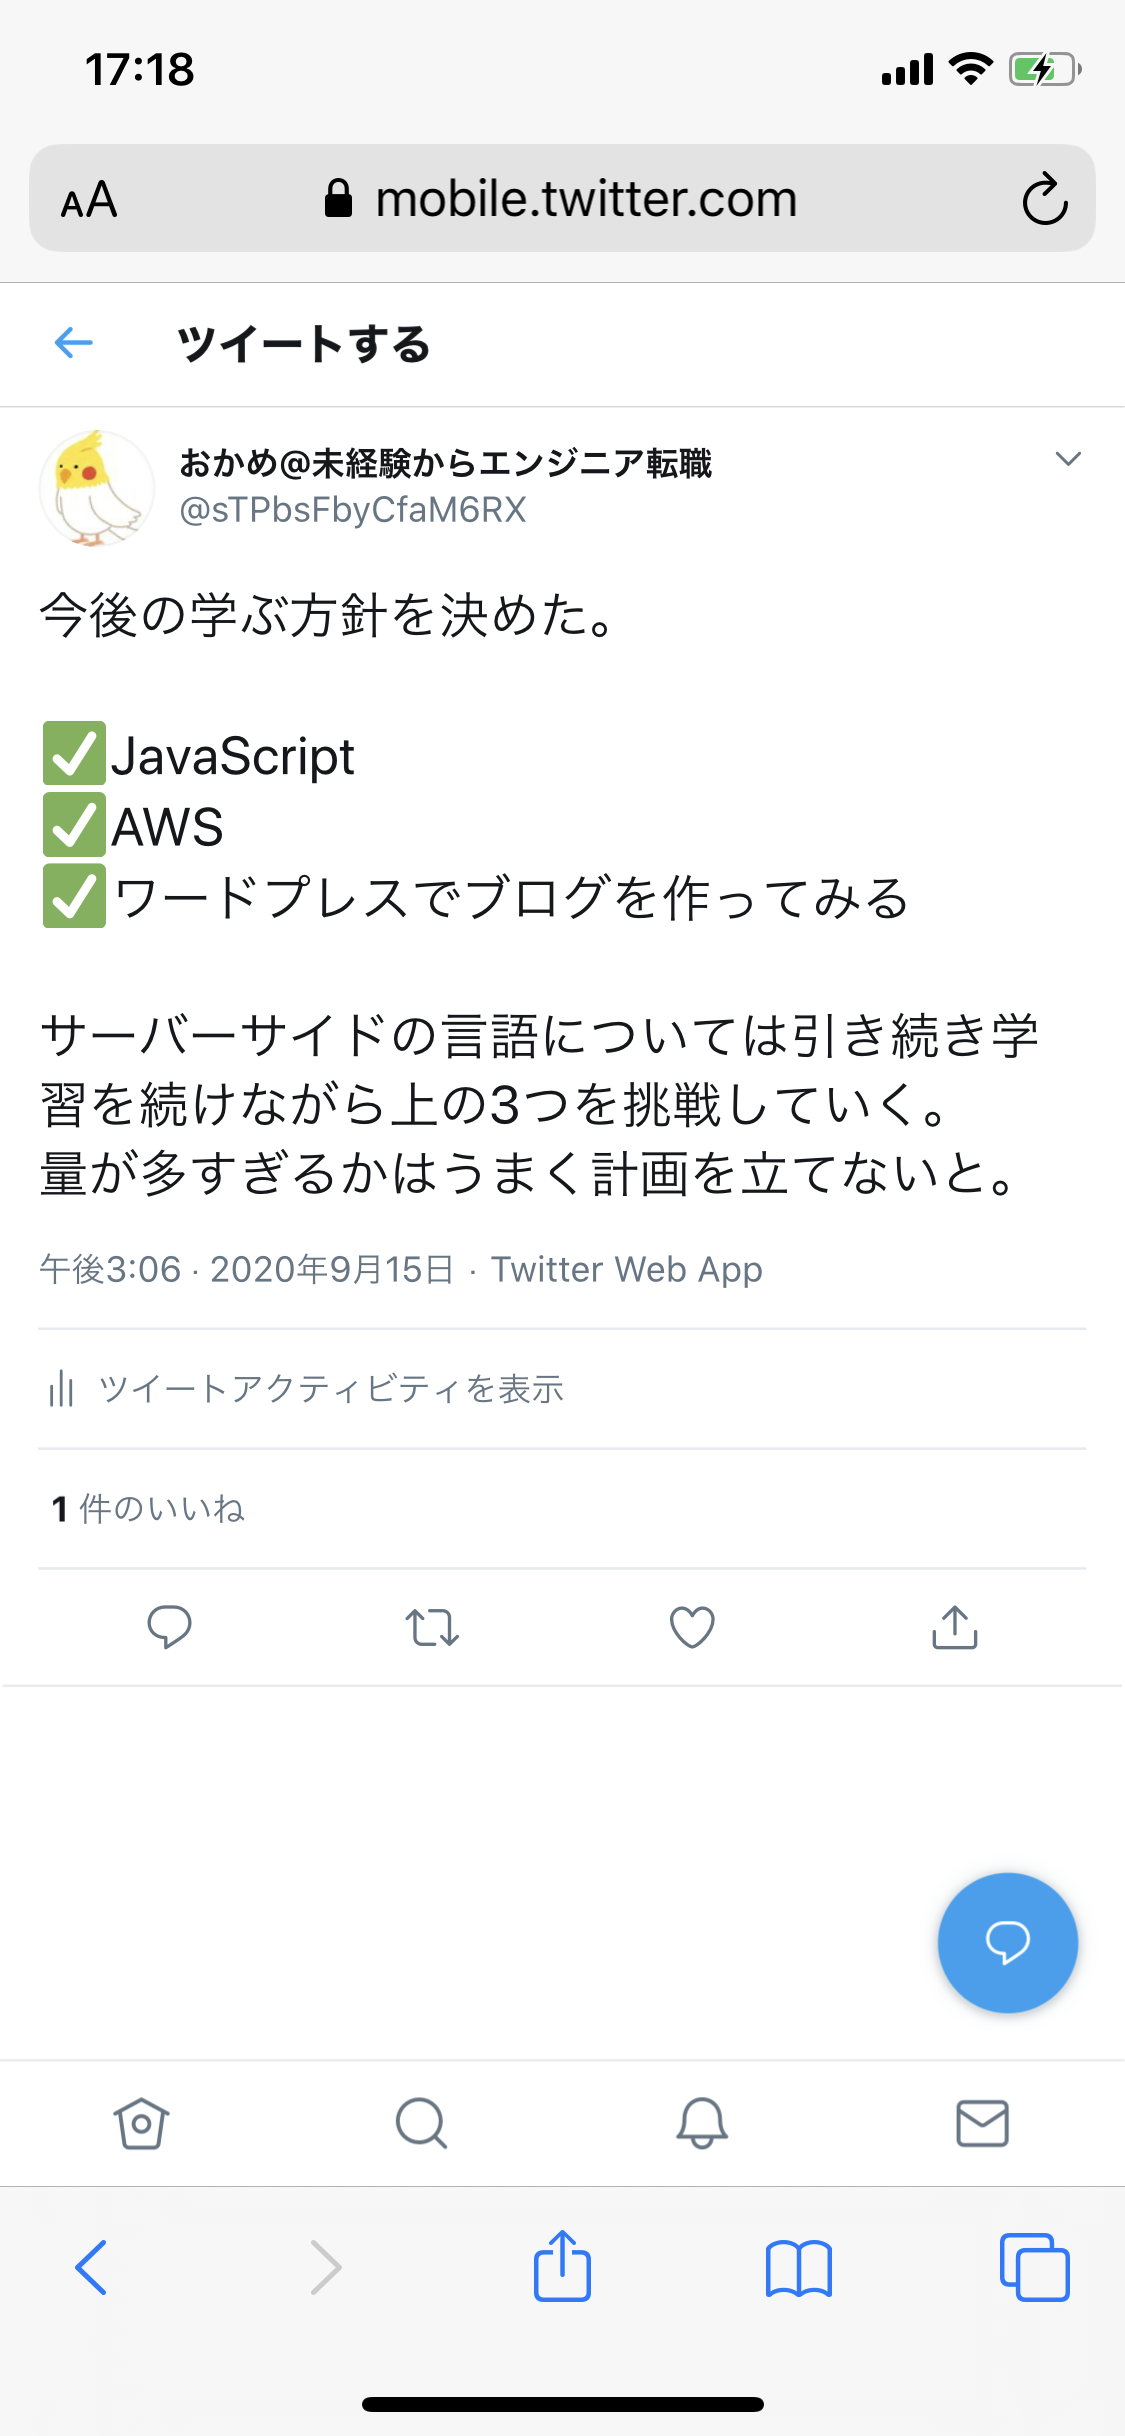 17:18
AA mobile.twitter.com
ツイートする
おかめ@未経験からエンジニア転職
@sTPbsFbyCfaM6RX
今後の学ぶ方針を決めた。
✅JavaScript
✅AWS
✅ワードプレスでブログを作ってみる
サーバーサイドの言語については引き続き学
習を続けながら上の3つを挑戦していく。
量が多すぎるかはうまく計画を立てないと。
午後3:06 · 2020年9月15日 · Twitter Web App
ツイートアクティビティを表示
1 件のいいね